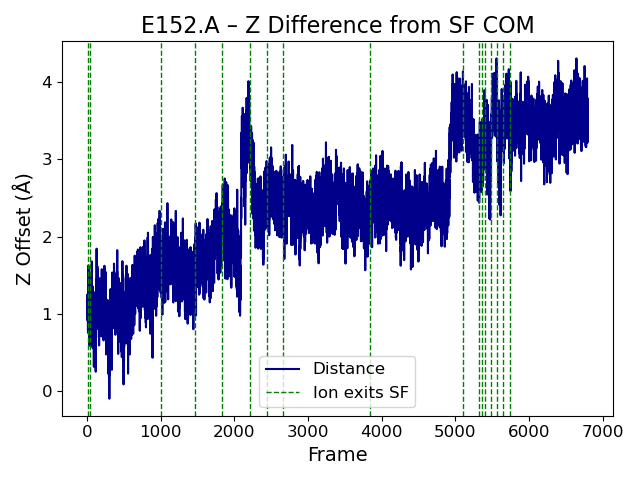 E152.A – Z Difference from SF COM
Z Offset (Å)
4
3
2
1
0
Distance
Ion exits SF
0 1000 2000 3000 4000 5000 6000 7000
Frame